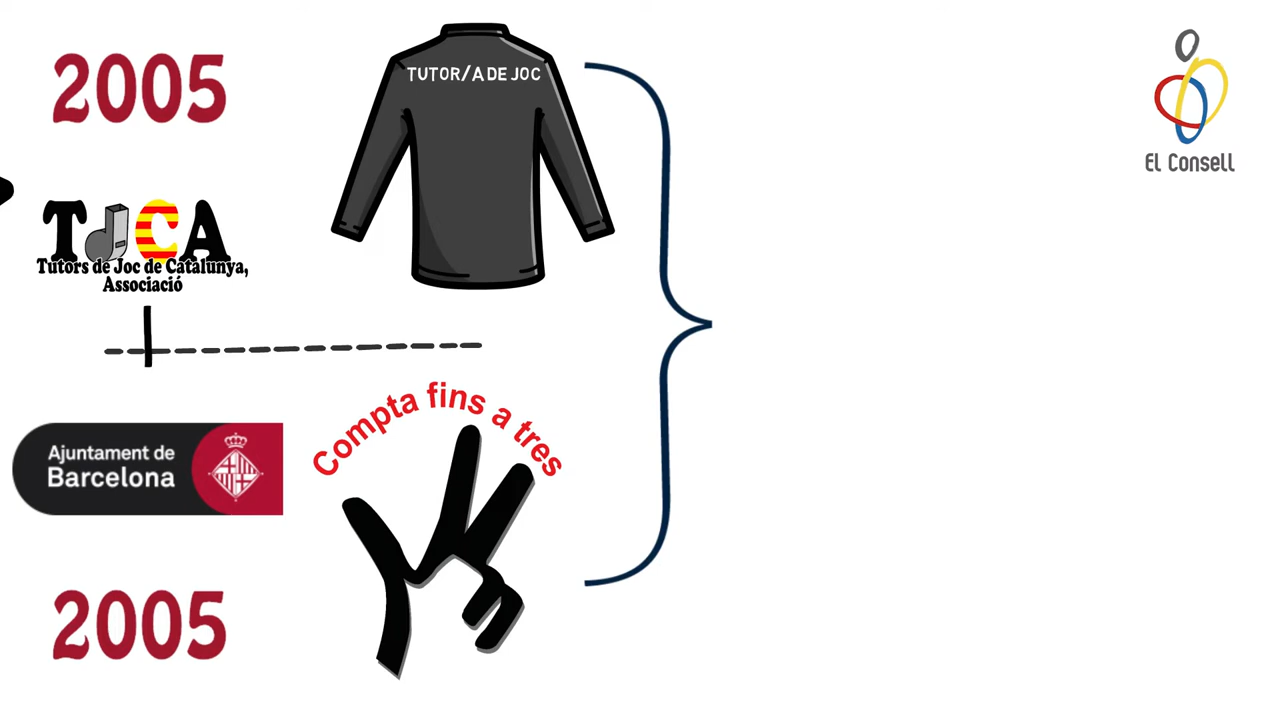 2005
TUTOR/A DE JOC
El Consell
TJCA
Tutors de Joc de Catalunya,
Associació
Compta fins a tres
Ajuntament de
Barcelona
2005